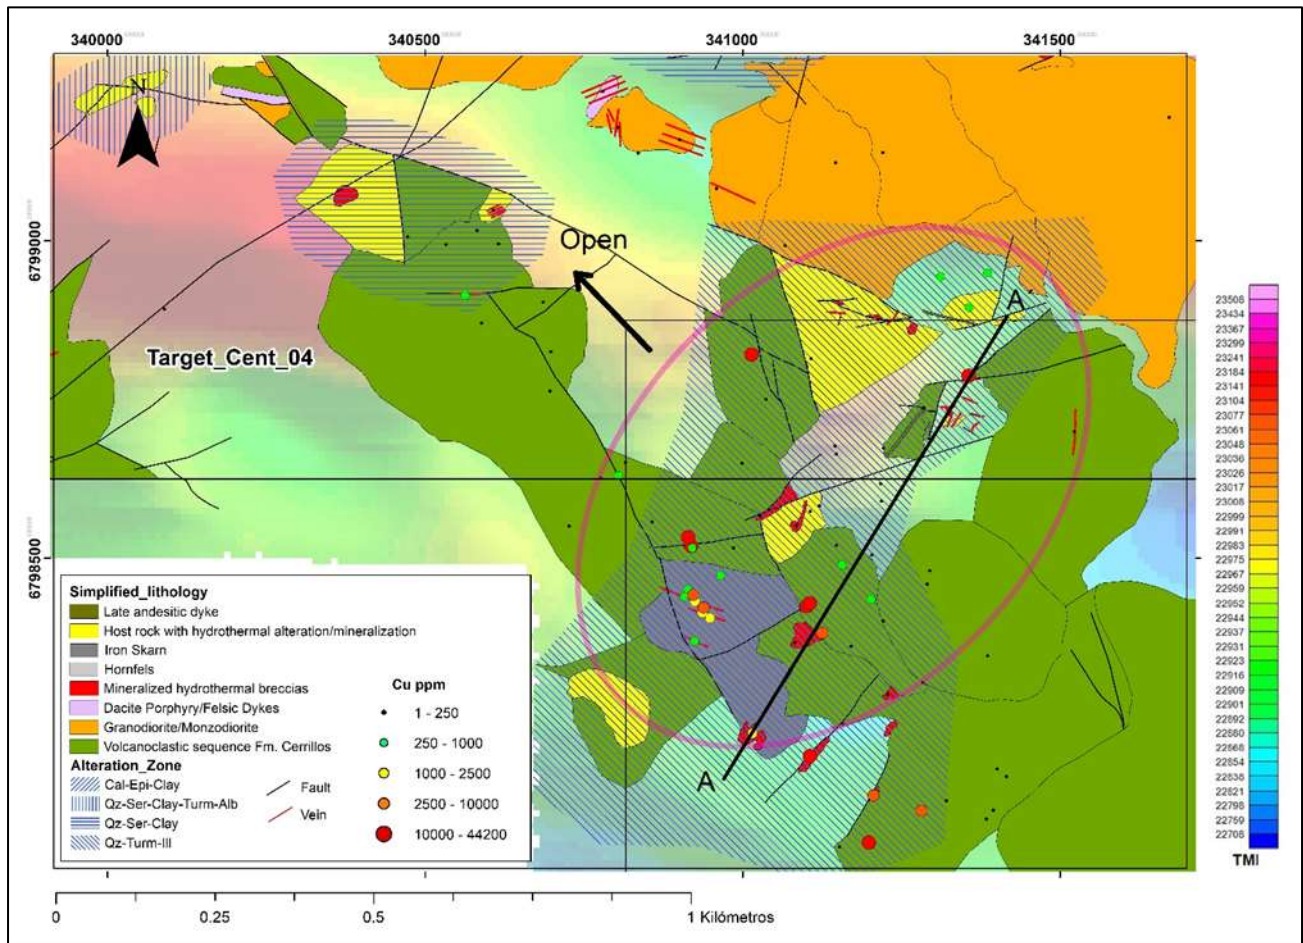 340000
340500
341000
341500
6799000
6798500
N
Open
A
Target_Cent_04
A
Simplified_lithology
Late andesitic dyke
Host rock with hydrothermal alteration/mineralization
Iron Skarn
Hornfels
Mineralized hydrothermal breccias
Dacite Porphyry/Felsic Dykes
Granodiorite/Monzodiorite
Volcanoclastic sequence Fm. Cerrillos
Alteration_Zone
Cal-Epi-Clay
Qz-Ser-Clay-Turm-Alb
Qz-Ser-Clay
Qz-Turm-Ill
Fault
Vein
Cu ppm
1 - 250
250 - 1000
1000 - 2500
2500 - 10000
10000 - 44200
23508
23434
23367
23299
23241
23184
23141
23104
23077
23061
23048
23036
23026
23017
23008
22999
22991
22983
22975
22967
22959
22952
22944
22937
22931
22923
22916
22909
22901
22892
22880
22868
22854
22838
22821
22798
22759
22708
TMI
0
0.25
0.5
1 Kilómetros